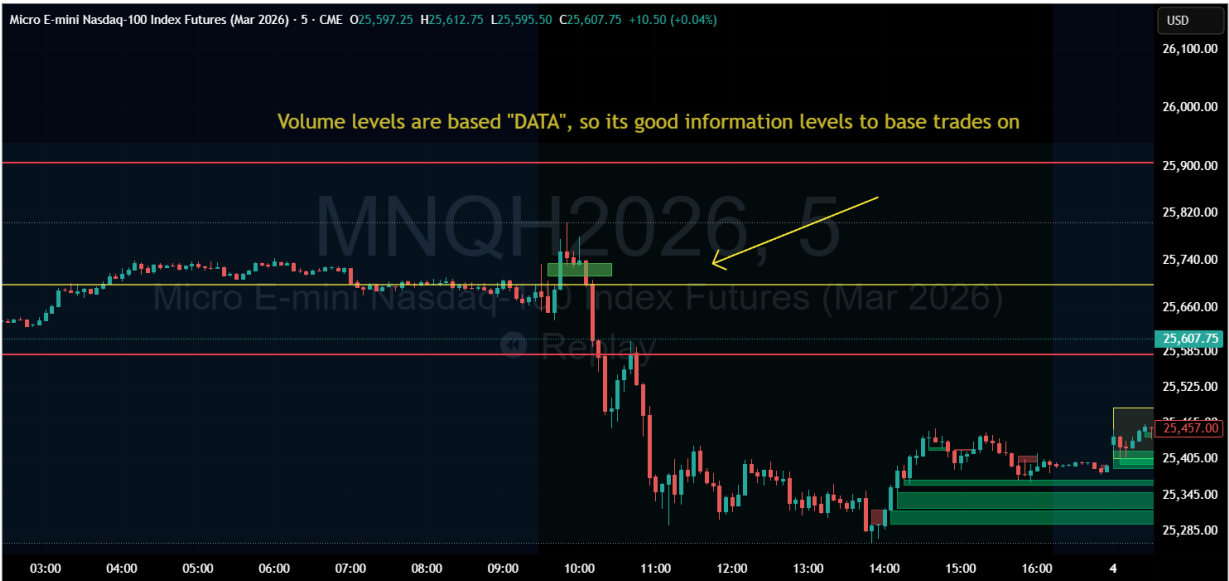 Micro E-mini Nasdaq-100 Index Futures (Mar 2026) · 5 · CME O25,597.25 H25,612.75 L25,595.50 C25,607.75 +10.50 (+0.04%)
USD
26,100.00
26,000.00
Volume levels are based "DATA", so its good information levels to base trades on
25,900.00
25,820.00
MNQH2026, 5
25,740.00
Micro E-mini Nasdaq-100 Index Futures (Mar 2026)
25,660.00
Replay
25,607.75
25,585.00
25,525.00
25,457.00
25,405.00
25,345.00
25,285.00
03:00 04:00 05:00 06:00 07:00 08:00 09:00 10:00 11:00 12:00 13:00 14:00 15:00 16:00 4